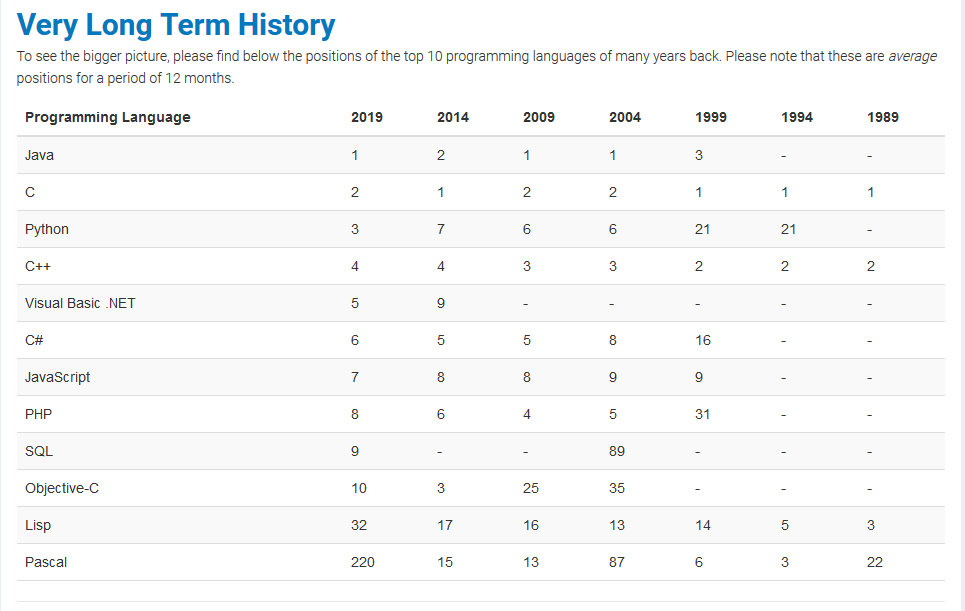 Very Long Term History
To see the bigger picture, please find below the positions of the top 10 programming languages of many years back. Please note that these are average
positions for a period of 12 months.
Programming Language 2019 2014 2009 2004 1999 1994 1989
Java 1 2 1 1 3 - -
C 2 1 2 2 1 1 1
Python 3 7 6 6 21 21 -
C++ 4 4 3 3 2 2 2
Visual Basic .NET 5 9 - - - - -
C# 6 5 5 8 16 - -
JavaScript 7 8 8 9 9 - -
PHP 8 6 4 5 31 - -
SQL 9 - - 89 - - -
Objective-C 10 3 25 35 - - -
Lisp 32 17 16 13 14 5 3
Pascal 220 15 13 87 6 3 22